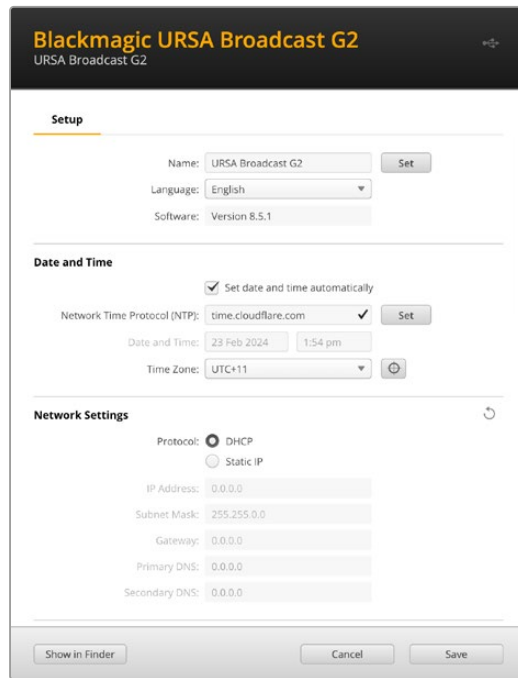 Blackmagic URSA Broadcast G2
URSA Broadcast G2
Setup
Name: URSA Broadcast G2 Set
Language: English
Software: Version 8.5.1
Date and Time
Set date and time automatically
Network Time Protocol (NTP): time.cloudflare.com Set
Date and Time: 23 Feb 2024 1:54 pm
Time Zone: UTC+11
Network Settings
Protocol: DHCP
Static IP
IP Address: 0.0.0.0
Subnet Mask: 255.255.0.0
Gateway: 0.0.0.0
Primary DNS: 0.0.0.0
Secondary DNS: 0.0.0.0
Show in Finder Cancel Save